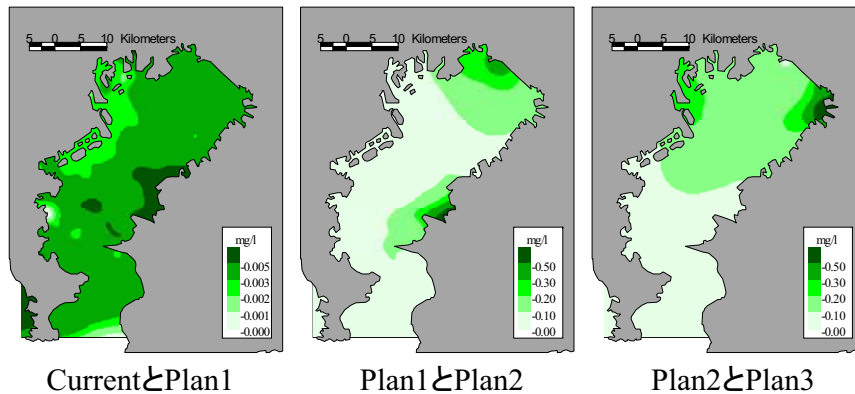 5 0 5 10 Kilometers
mg/l
-0.005
-0.003
-0.002
-0.001
-0.000
CurrentとPlan1
5 0 5 10 Kilometers
mg/l
-0.50
-0.30
-0.20
-0.10
-0.00
Plan1とPlan2
5 0 5 10 Kilometers
mg/l
-0.50
-0.30
-0.20
-0.10
-0.00
Plan2とPlan3